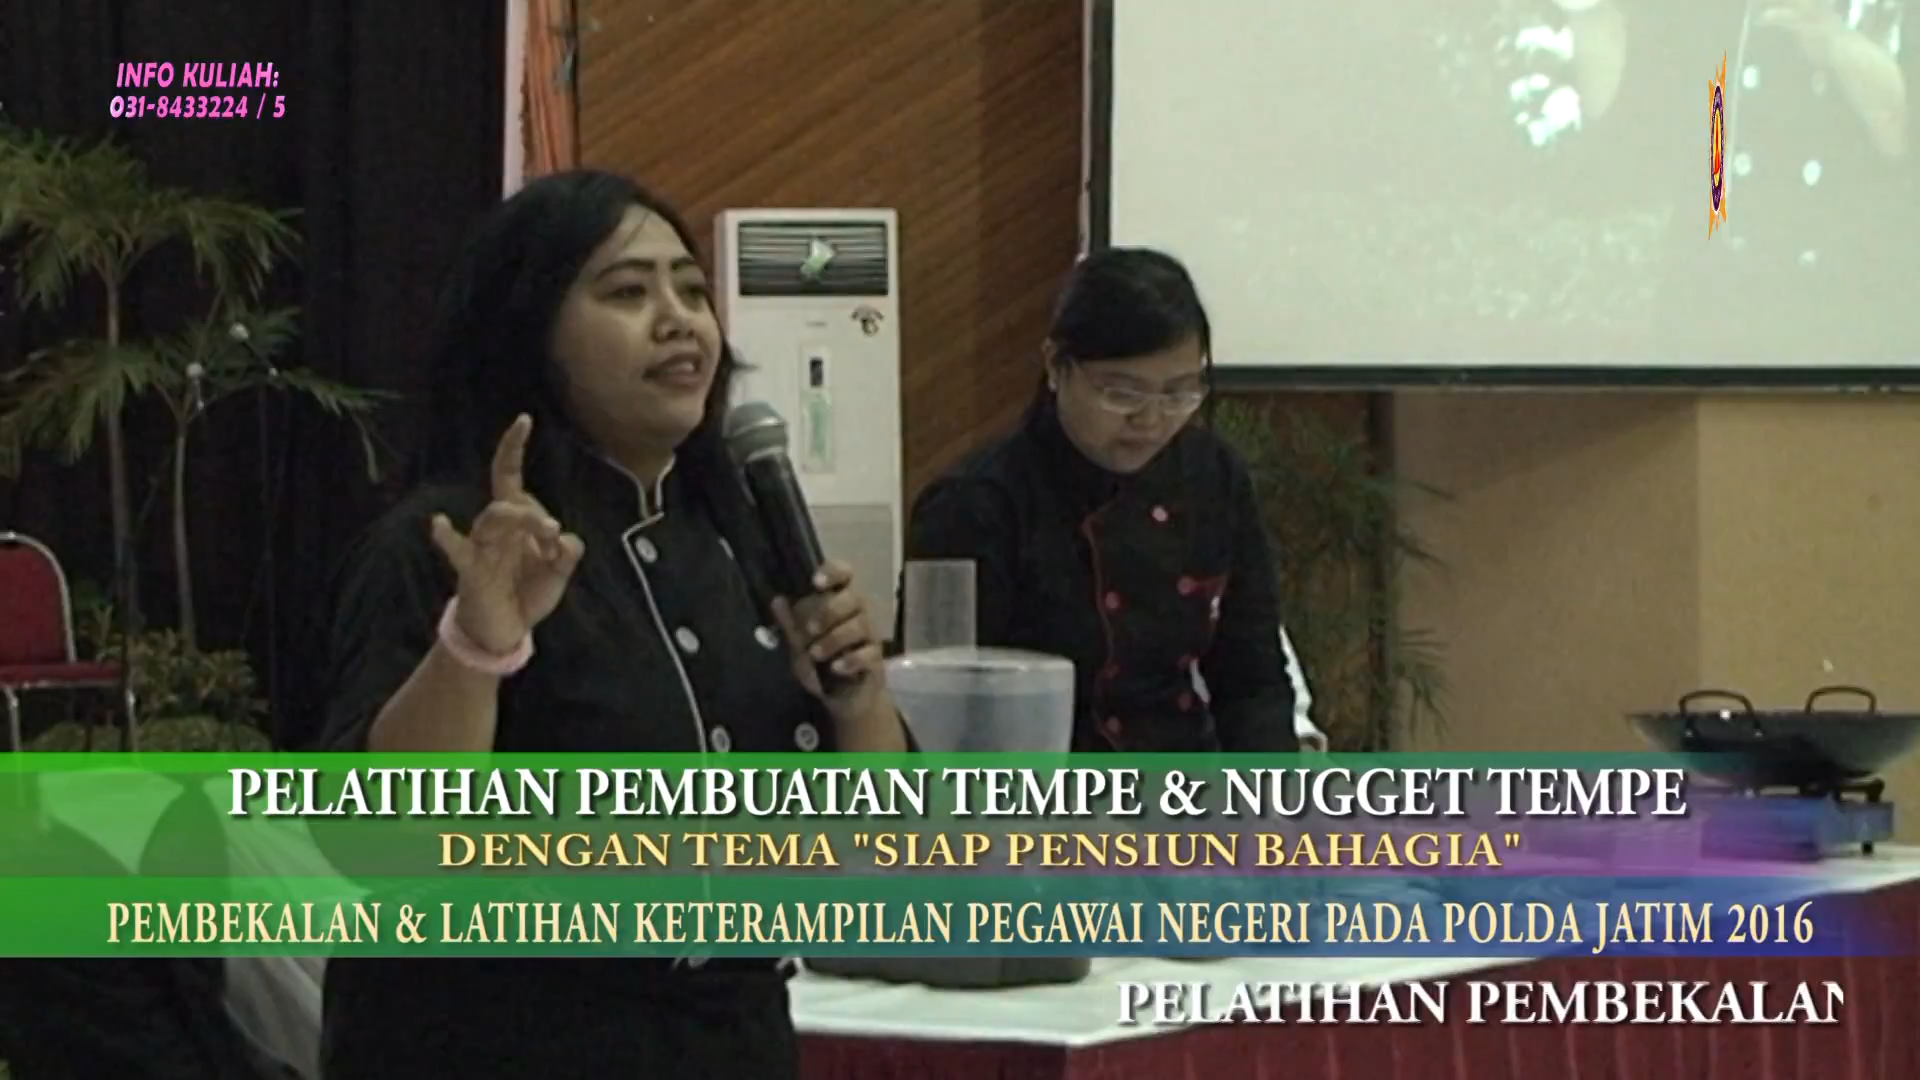 INFO KULIAH:
031-8433224 / 5
PELATIHAN PEMBUATAN TEMPE & NUGGET TEMPE
DENGAN TEMA "SIAP PENSIUN BAHAGIA"
PEMBEKALAN & LATIHAN KETERAMPILAN PEGAWAI NEGERI PADA POLDA JATIM 2016
PELATIHAN PEMBEKALAN